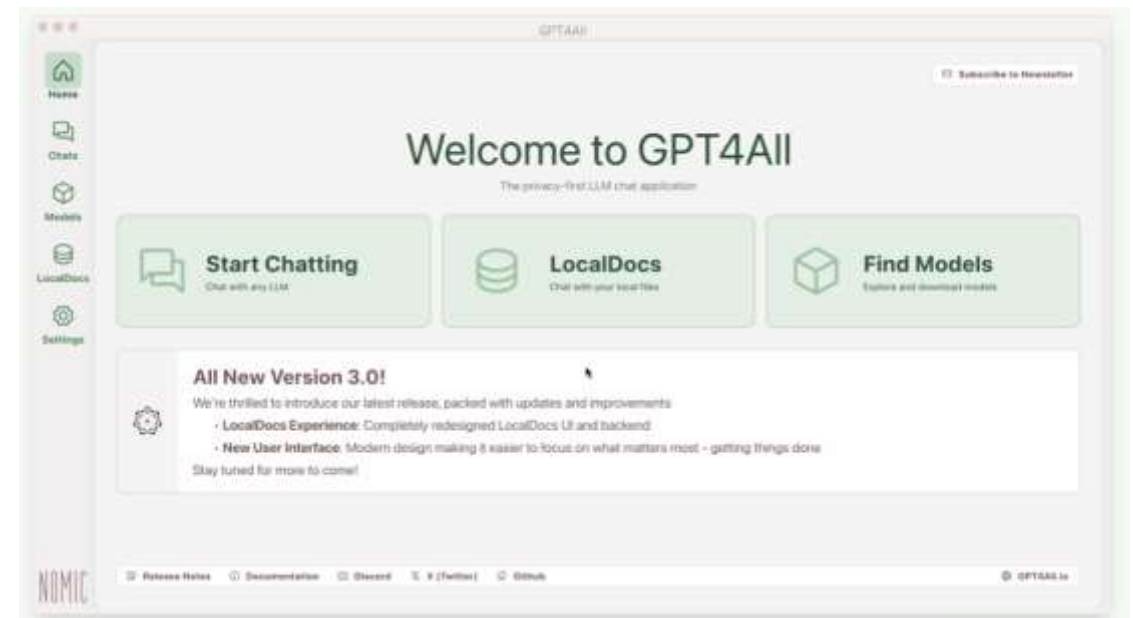 GPT4All
Subscribe to Newsletter
Home
Chats
Models
LocalDocs
Settings
Welcome to GPT4All
The privacy-first LLM chat application
Start Chatting
Chat with any LLM
LocalDocs
Chat with your local files
Find Models
Explore and download models
All New Version 3.0!
We're thrilled to introduce our latest release, packed with updates and improvements
• LocalDocs Experience: Completely redesigned LocalDocs UI and backend
• New User Interface: Modern design making it easier to focus on what matters most - getting things done
Stay tuned for more to come!
NOMIC
Release Notes Documentation Discord X (Twitter) Github GPT4All.io